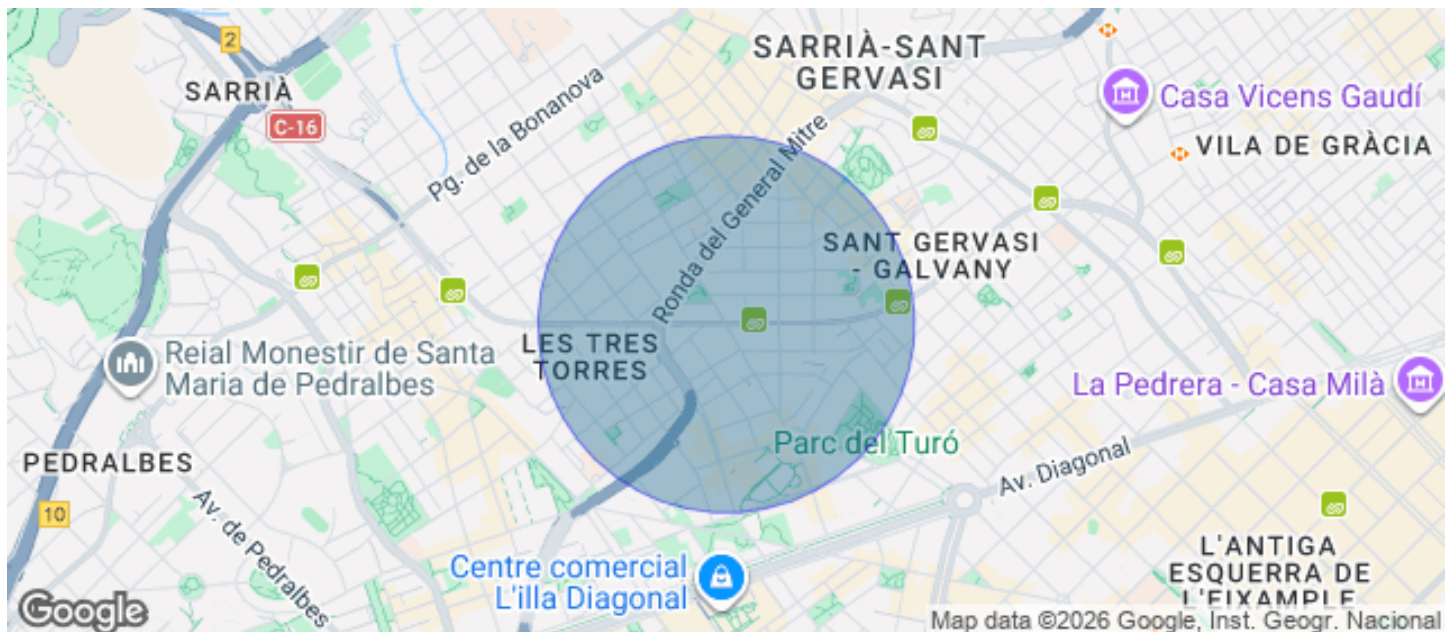 2
SARRIÀ
C-16
Pg. de la Bonanova
SARRIÀ-SANT
GERVASI
Casa Vicens Gaudí
VILA DE GRÀCIA
Ronda del General Mitre
SANT GERVASI
- GALVANY
LES TRES
TORRES
Reial Monestir de Santa
Maria de Pedralbes
La Pedrera - Casa Milà
Parc del Turó
Av. Diagonal
PEDRALBES
10
Av. de Pedralbes
Centre comercial
L'illa Diagonal
L'ANTIGA
ESQUERRA DE
L'EIXAMPLE
Google
Map data ©2026 Google, Inst. Geogr. Nacional